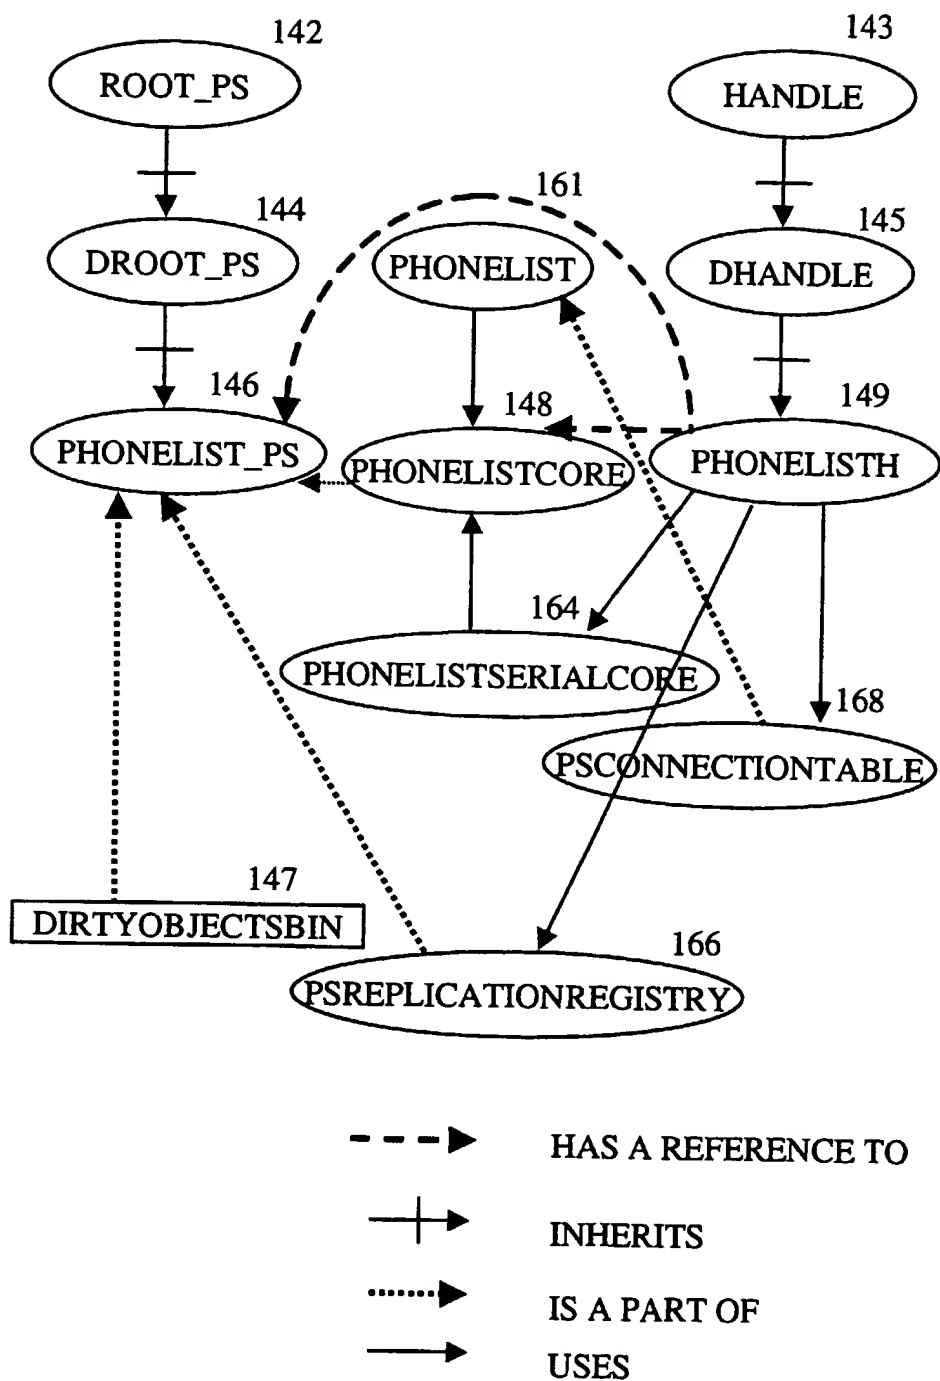 142
143
ROOT_PS
HANDLE
161
144
145
DROOT_PS
PHONELIST
DHANDLE
146
148
149
PHONELIST_PS
PHONELISTCORE
PHONELISTH
164
PHONELISTSERIALCORE
168
PSCONNECTIONTABLE
147
DIRTYOBJECTSBIN
166
PSREPLICATIONREGISTRY
HAS A REFERENCE TO
INHERITS
IS A PART OF
USES